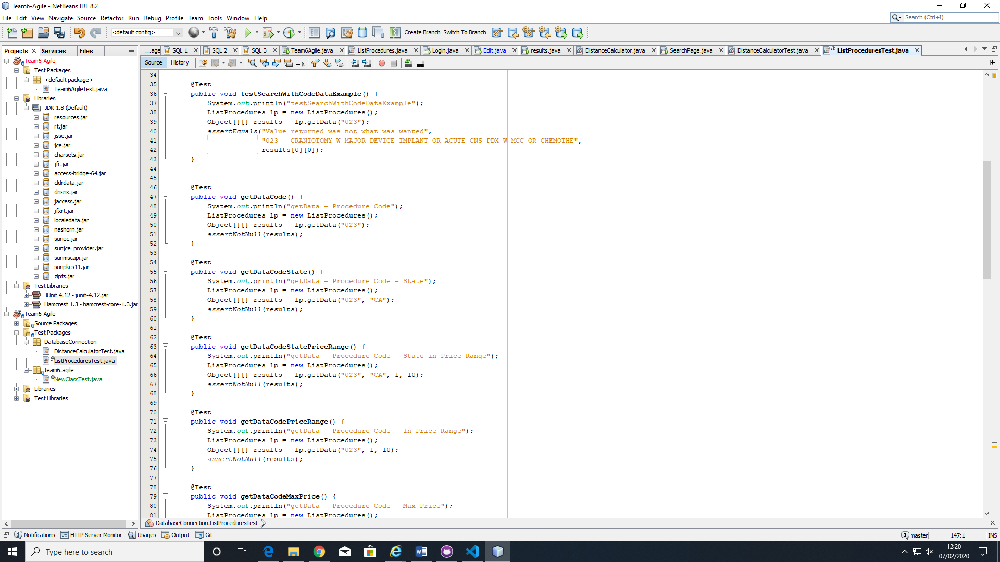 Team6-Agile - NetBeans IDE 8.2
File Edit View Navigate Source Refactor Run Debug Profile Team Tools Window Help
Search (Ctrl+I)
<default config>
Create Branch Switch To Branch
Projects Services Files
...age SQL 1 SQL 2 SQL 3 Team6Agile.java ListProcedures.java Login.java Edit.java results.java DistanceCalculator.java SearchPage.java DistanceCalculatorTest.java ListProceduresTest.java
Source History
Team6-Agile
Test Packages
<default package>
Team6AgileTest.java
Libraries
JDK 1.8 (Default)
resources.jar
rt.jar
jsse.jar
jce.jar
charsets.jar
jfr.jar
access-bridge-64.jar
cldrdata.jar
dnsns.jar
jaccess.jar
jfxrt.jar
localedata.jar
nashorn.jar
sunec.jar
sunjce_provider.jar
sunmscapi.jar
sunpkcs11.jar
zipfs.jar
Test Libraries
JUnit 4.12 - junit-4.12.jar
Hamcrest 1.3 - hamcrest-core-1.3.jar
Team6-Agile
Source Packages
Test Packages
DatabaseConnection
DistanceCalculatorTest.java
ListProceduresTest.java
team6.agile
NewClassTest.java
Libraries
Test Libraries
34
35 @Test
36 public void testSearchWithCodeDataExample() {
37 System.out.println("testSearchWithCodeDataExample");
38 ListProcedures lp = new ListProcedures();
39 Object[][] results = lp.getData("023");
40 assertEquals("Value returned was not what was wanted",
41 "023 - CRANIOTOMY W MAJOR DEVICE IMPLANT OR ACUTE CNS PDX W MCC OR CHEMOTHE",
42 results[0][0]);
43 }
44
45
46 @Test
47 public void getDataCode() {
48 System.out.println("getData - Procedure Code");
49 ListProcedures lp = new ListProcedures();
50 Object[][] results = lp.getData("023");
51 assertNotNull(results);
52 }
53
54 @Test
55 public void getDataCodeState() {
56 System.out.println("getData - Procedure Code - State");
57 ListProcedures lp = new ListProcedures();
58 Object[][] results = lp.getData("023", "CA");
59 assertNotNull(results);
60 }
61
62 @Test
63 public void getDataCodeStatePriceRange() {
64 System.out.println("getData - Procedure Code - State in Price Range");
65 ListProcedures lp = new ListProcedures();
66 Object[][] results = lp.getData("023", "CA", 1, 10);
67 assertNotNull(results);
68 }
69
70 @Test
71 public void getDataCodePriceRange() {
72 System.out.println("getData - Procedure Code - In Price Range");
73 ListProcedures lp = new ListProcedures();
74 Object[][] results = lp.getData("023", 1, 10);
75 assertNotNull(results);
76 }
77
78 @Test
79 public void getDataCodeMaxPrice() {
80 System.out.println("getData - Procedure Code - Max Price");
81 ListProcedures lp = new ListProcedures();
DatabaseConnection.ListProceduresTest
Notifications HTTP Server Monitor Usages Output Git
1 master 147:1 INS
Type here to search
12:20
07/02/2020